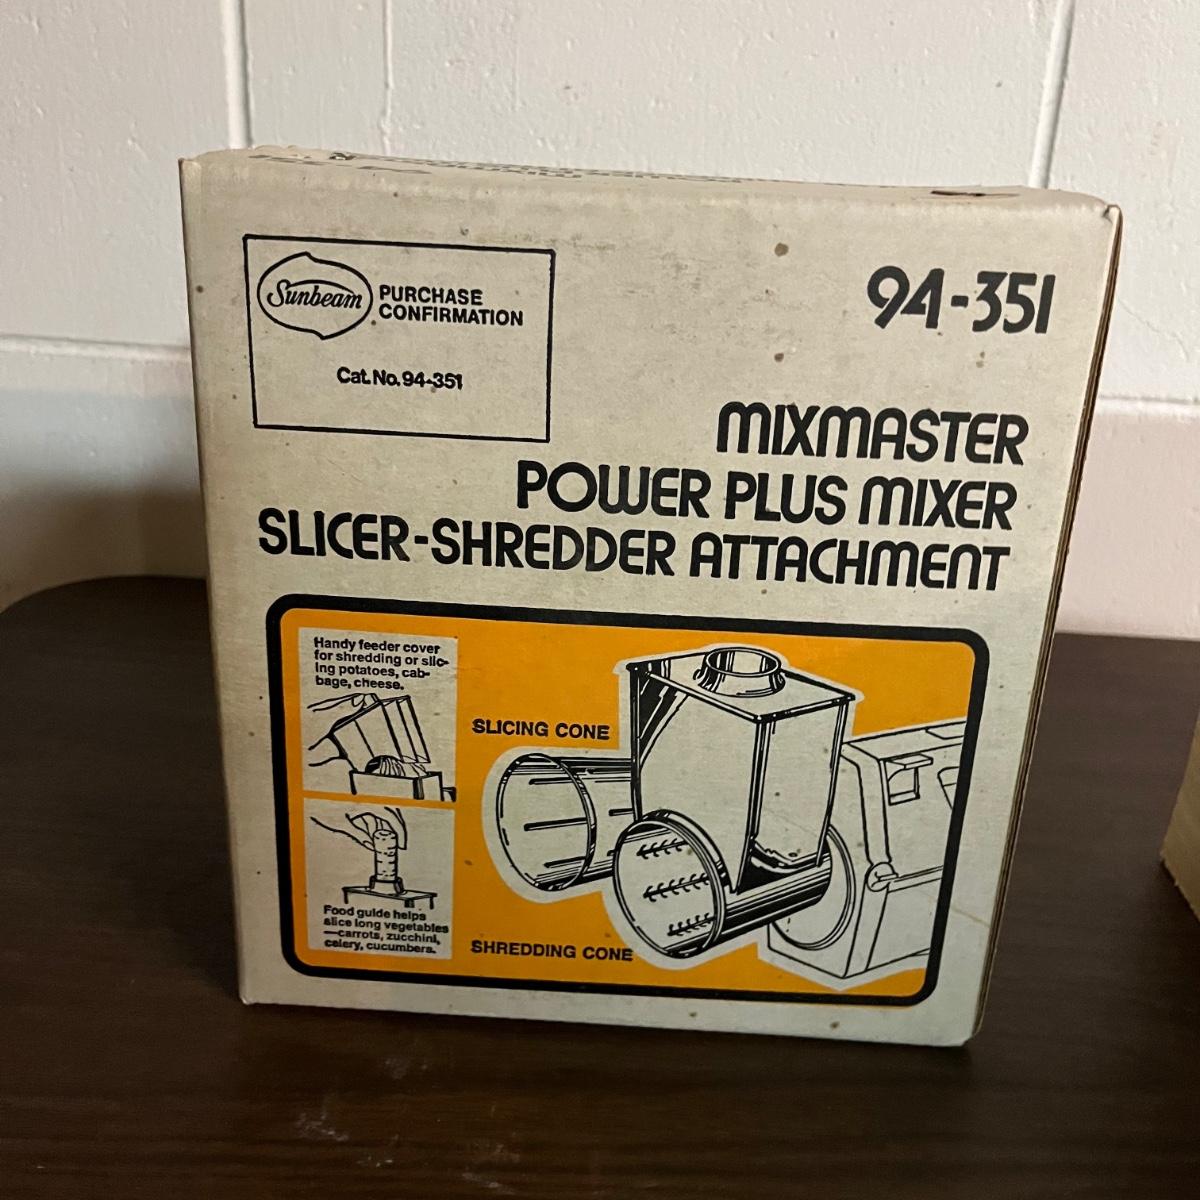 Sunbeam
PURCHASE
CONFIRMATION
Cat. No. 94-351
94-351
MIXMASTER
POWER PLUS MIXER
SLICER-SHREDDER ATTACHMENT
Handy feeder cover
for shredding or slic-
ing potatoes, cab-
bage, cheese.
SLICING CONE
Food guide helps
slice long vegetables
—carrots, zucchini,
celery, cucumbers.
SHREDDING CONE